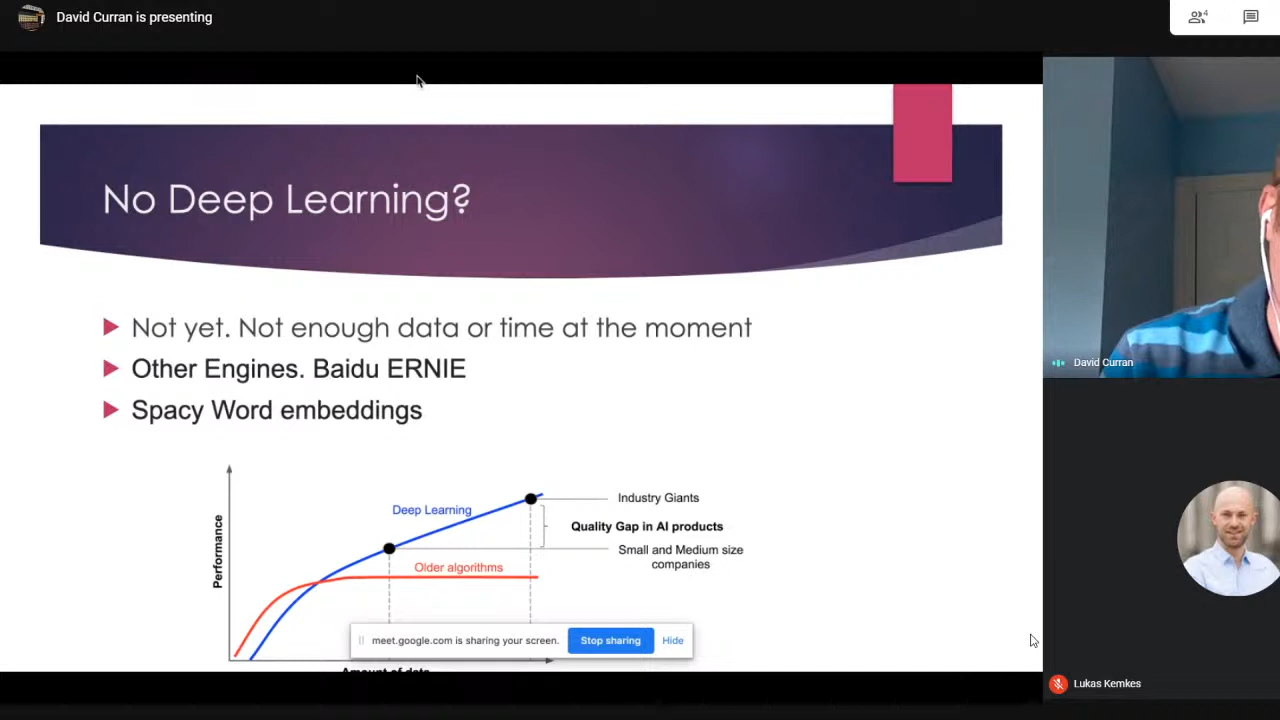 David Curran is presenting
4
No Deep Learning?
Not yet. Not enough data or time at the moment
Other Engines. Baidu ERNIE
Spacy Word embeddings
David Curran
Performance
Deep Learning
Industry Giants
Quality Gap in AI products
Small and Medium size
companies
Older algorithms
meet.google.com is sharing your screen.
Stop sharing
Hide
Amount of data
Lukas Kemkes